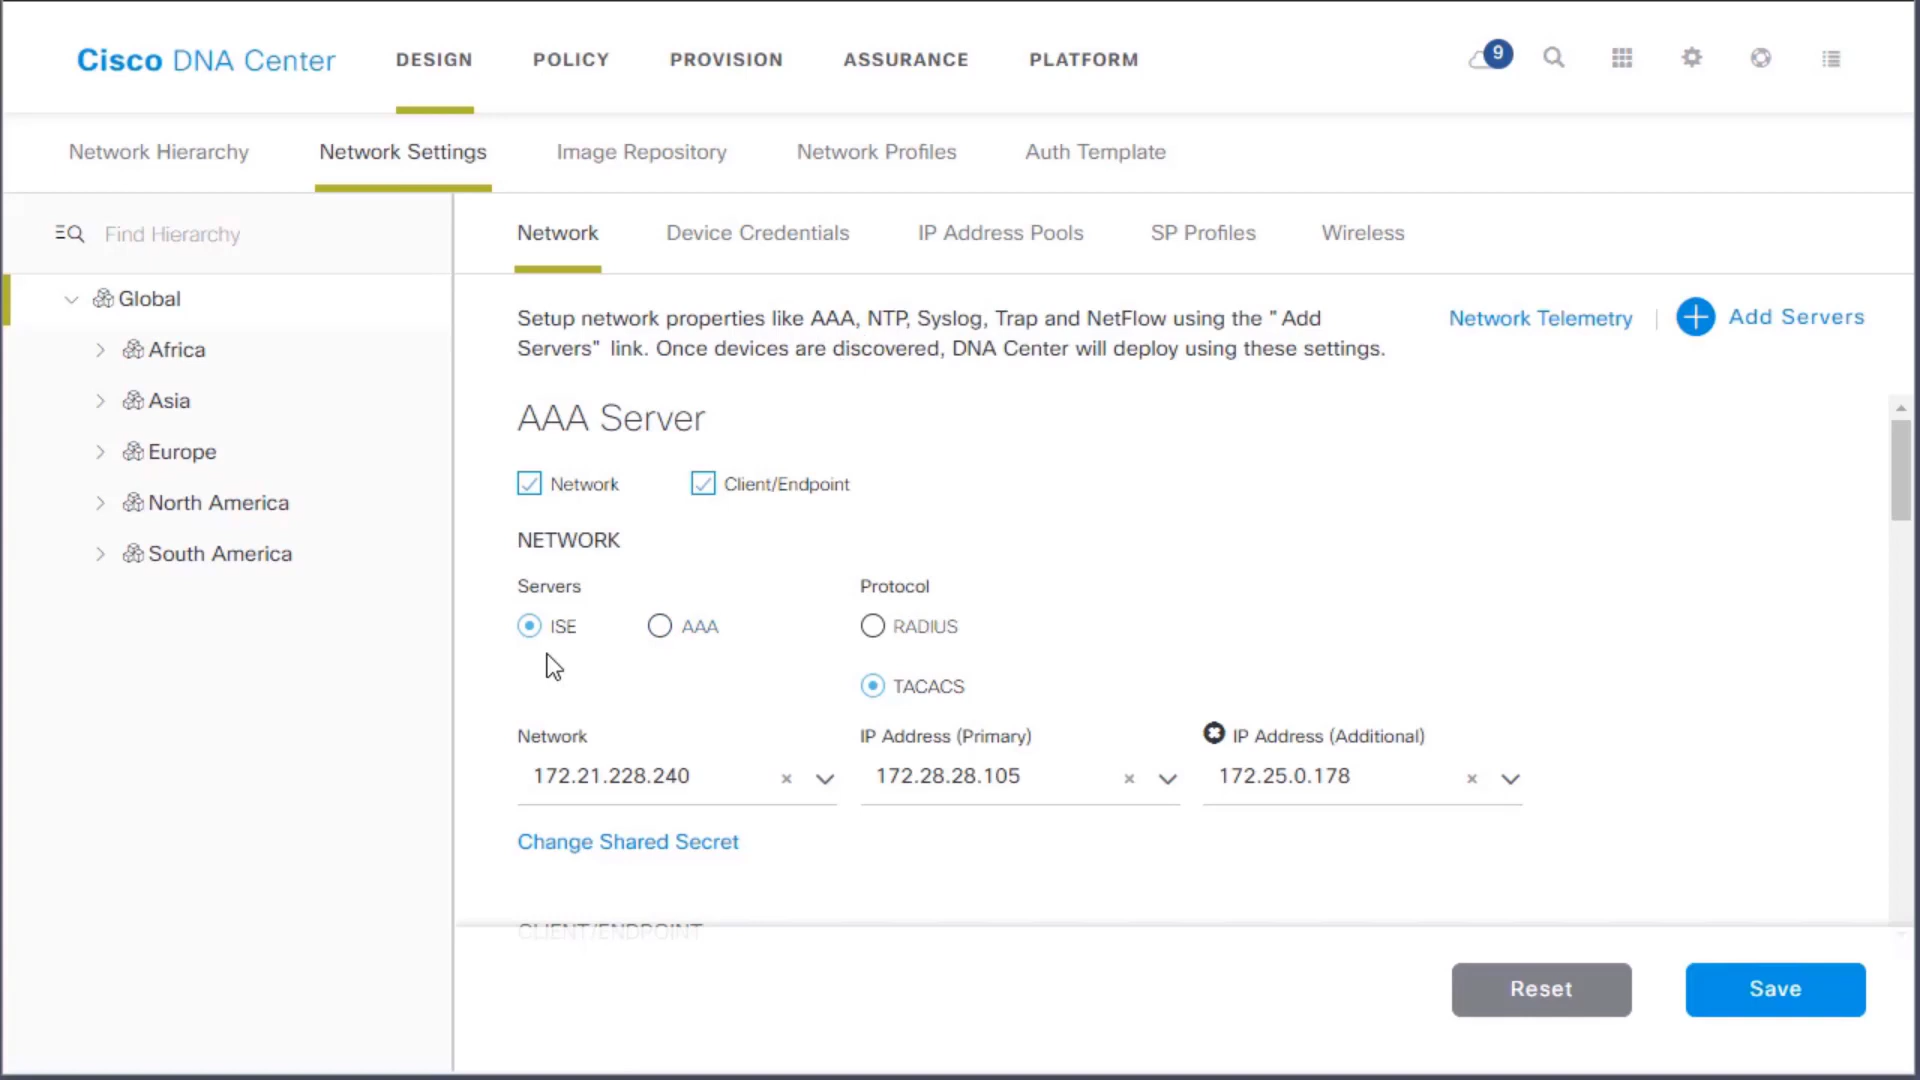 Cisco DNA Center
DESIGN
POLICY
PROVISION
ASSURANCE
PLATFORM
9
Network Hierarchy
Network Settings
Image Repository
Network Profiles
Auth Template
Find Hierarchy
Global
Africa
Asia
Europe
North America
South America
Network
Device Credentials
IP Address Pools
SP Profiles
Wireless
Setup network properties like AAA, NTP, Syslog, Trap and NetFlow using the "Add
Servers" link. Once devices are discovered, DNA Center will deploy using these settings.
Network Telemetry
Add Servers
AAA Server
Network
Client/Endpoint
NETWORK
Servers
Protocol
ISE
AAA
RADIUS
TACACS
Network
IP Address (Primary)
IP Address (Additional)
172.21.228.240
172.28.28.105
172.25.0.178
Change Shared Secret
CLIENT/ENDPOINT
Reset
Save